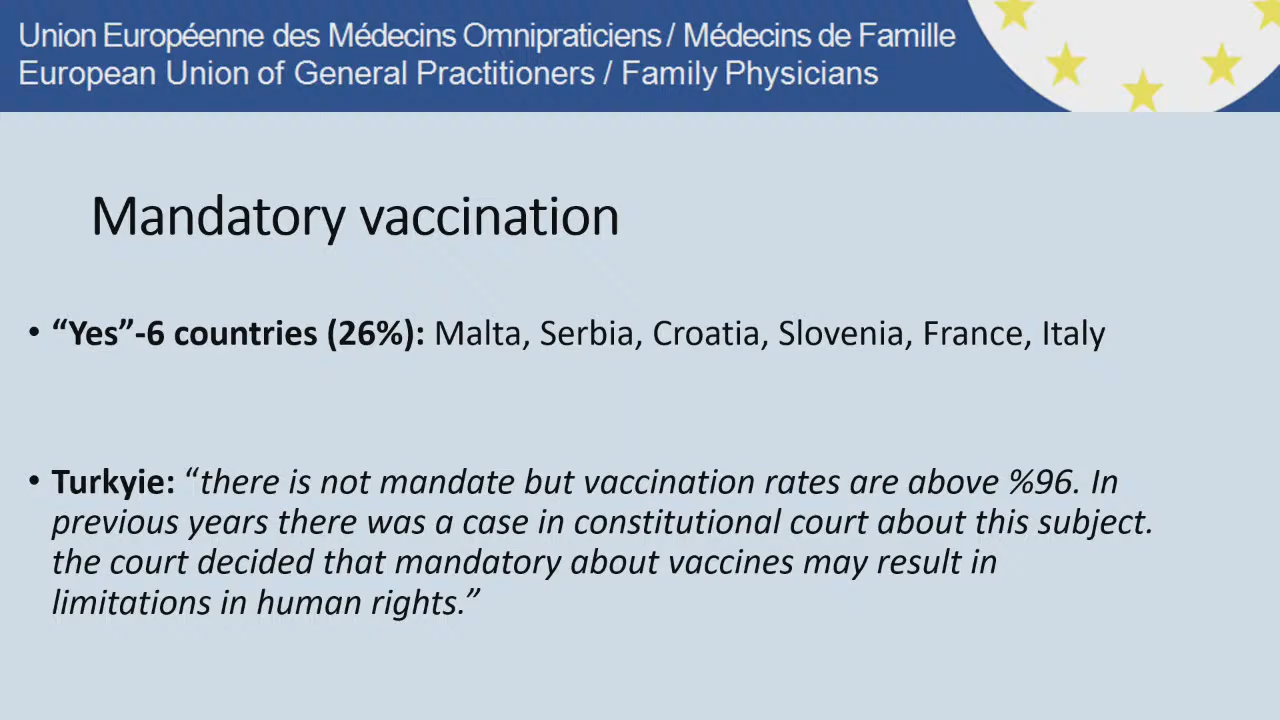 Union Européenne des Médecins Omnipraticiens / Médecins de Famille
European Union of General Practitioners / Family Physicians
Mandatory vaccination
• “Yes”-6 countries (26%): Malta, Serbia, Croatia, Slovenia, France, Italy
• Turkyie: “there is not mandate but vaccination rates are above %96. In
previous years there was a case in constitutional court about this subject.
the court decided that mandatory about vaccines may result in
limitations in human rights.”